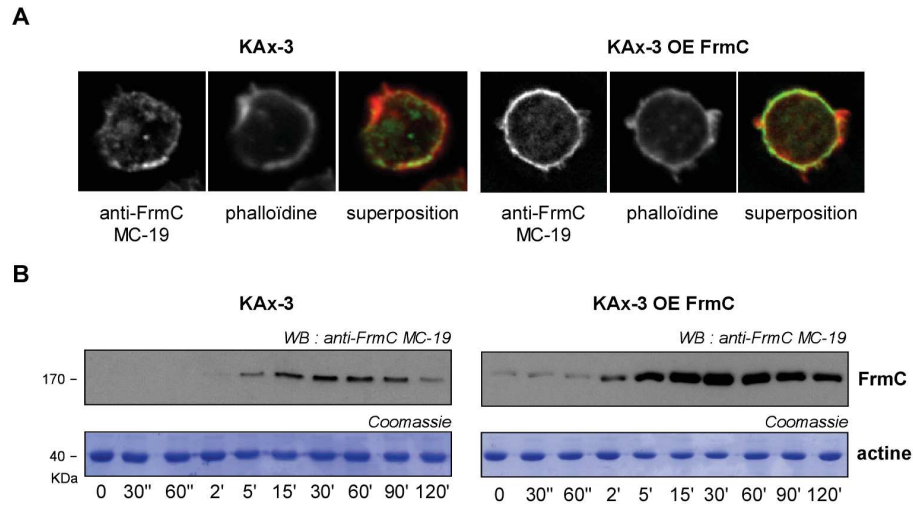 A
KAx-3
KAx-3 OE FrmC
anti-FrmC MC-19
phalloïdine
superposition
anti-FrmC MC-19
phalloïdine
superposition
B
KAx-3
KAx-3 OE FrmC
WB : anti-FrmC MC-19
WB : anti-FrmC MC-19
170 –
FrmC
Coomassie
Coomassie
40 –
actine
KDa
0 30" 60" 2' 5' 15' 30' 60' 90' 120'
0 30" 60" 2' 5' 15' 30' 60' 90' 120'